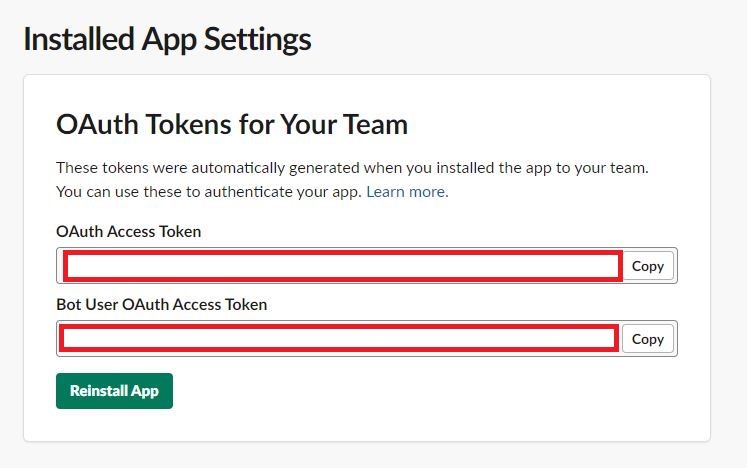 Installed App Settings
OAuth Tokens for Your Team
These tokens were automatically generated when you installed the app to your team.
You can use these to authenticate your app. Learn more.
OAuth Access Token
Copy
Bot User OAuth Access Token
Copy
Reinstall App